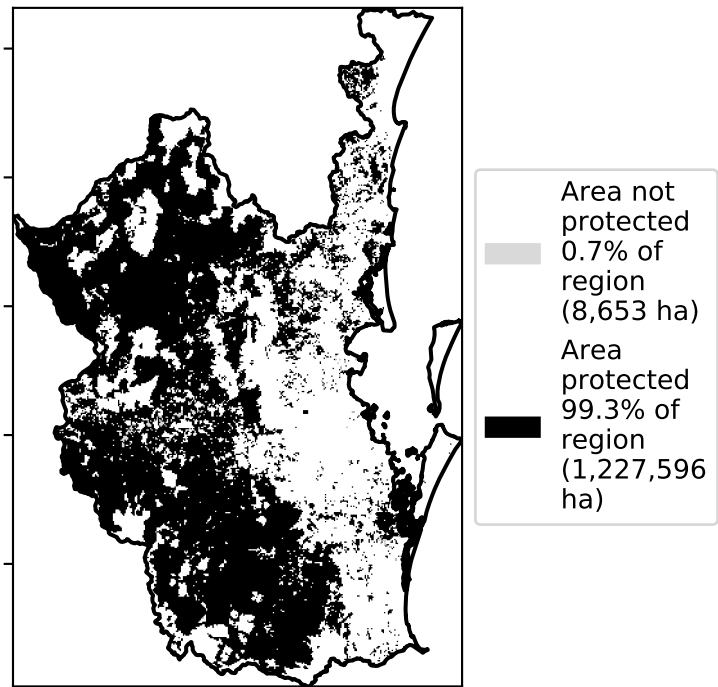 Area not
protected
0.7% of
region
(8,653 ha)
Area
protected
99.3% of
region
(1,227,596
ha)